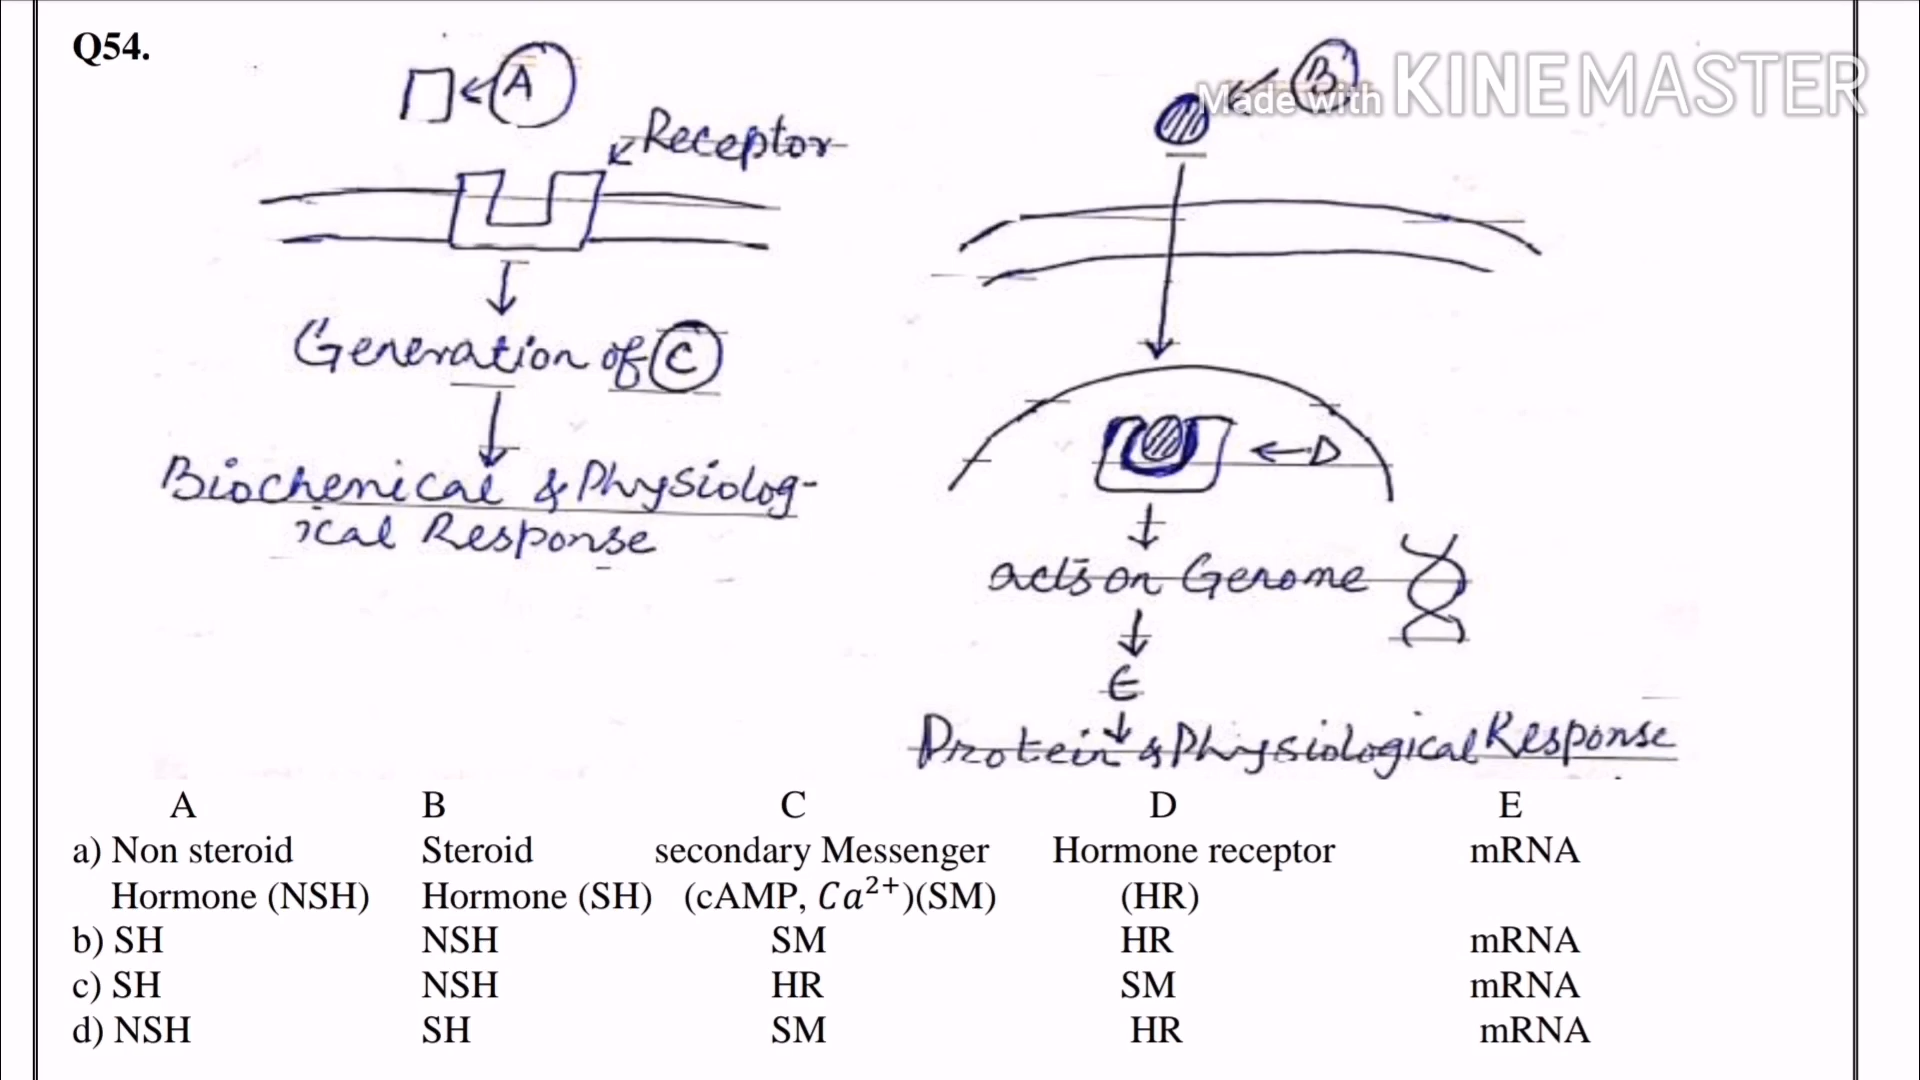 Q54.
A
Receptor
Generation of C
Biochemical & Physiolog-
ical Response
B
Made with KINEMASTER
D
acts on Genome
E
Protein & Physiological Response
A B C D E
a) Non steroid Steroid secondary Messenger Hormone receptor mRNA
Hormone (NSH) Hormone (SH) (cAMP, Ca²⁺)(SM) (HR)
b) SH NSH SM HR mRNA
c) SH NSH HR SM mRNA
d) NSH SH SM HR mRNA